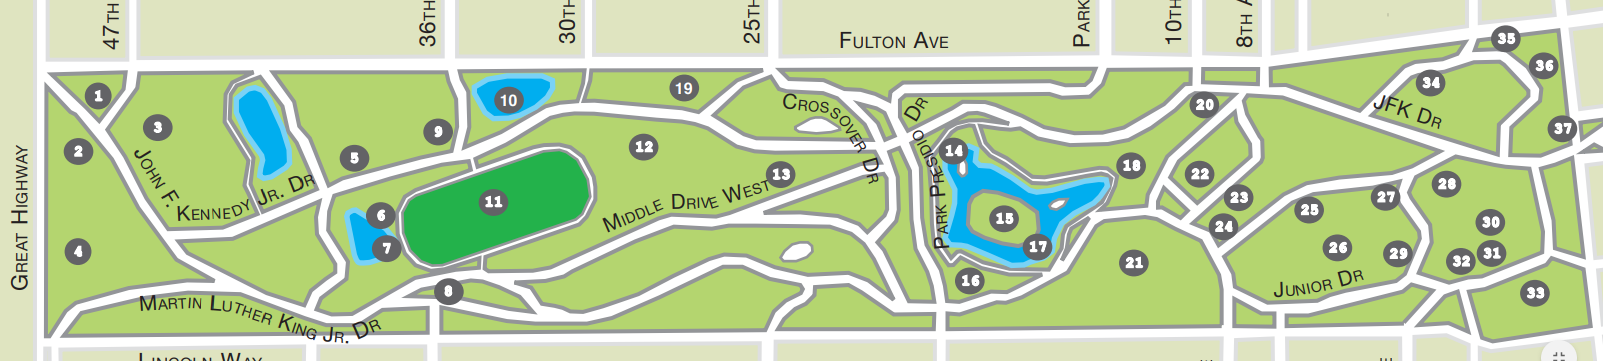 47TH
36TH
30TH
25TH
PARK
10TH
8TH A
FULTON AVE
GREAT HIGHWAY
JOHN F.
KENNEDY JR. DR
CROSSOVER DR
PARK PRESIDIO DR
JFK DR
MIDDLE DRIVE WEST
MARTIN LUTHER KING JR. DR
JUNIOR DR
LINCOLN WAY
1
2
3
4
5
6
7
8
9
10
11
12
13
14
15
16
17
18
19
20
21
22
23
24
25
26
27
28
29
30
31
32
33
34
35
36
37